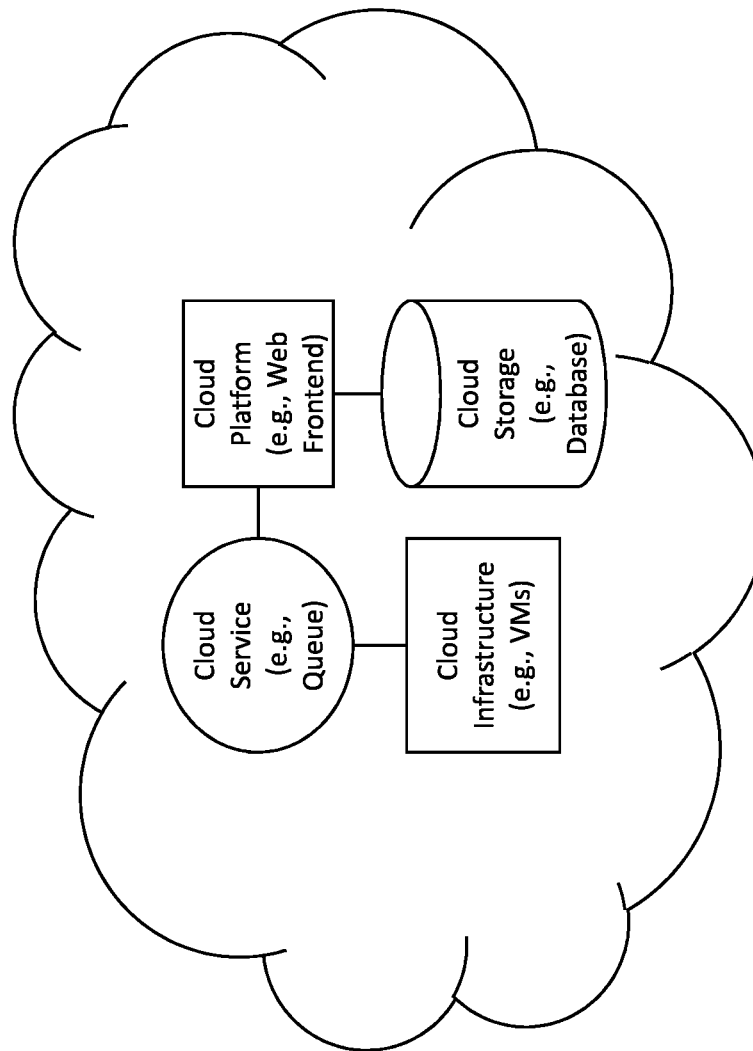 Cloud
Service
(e.g.,
Queue)
Cloud
Platform
(e.g., Web
Frontend)
Cloud
Infrastructure
(e.g., VMs)
Cloud
Storage
(e.g.,
Database)